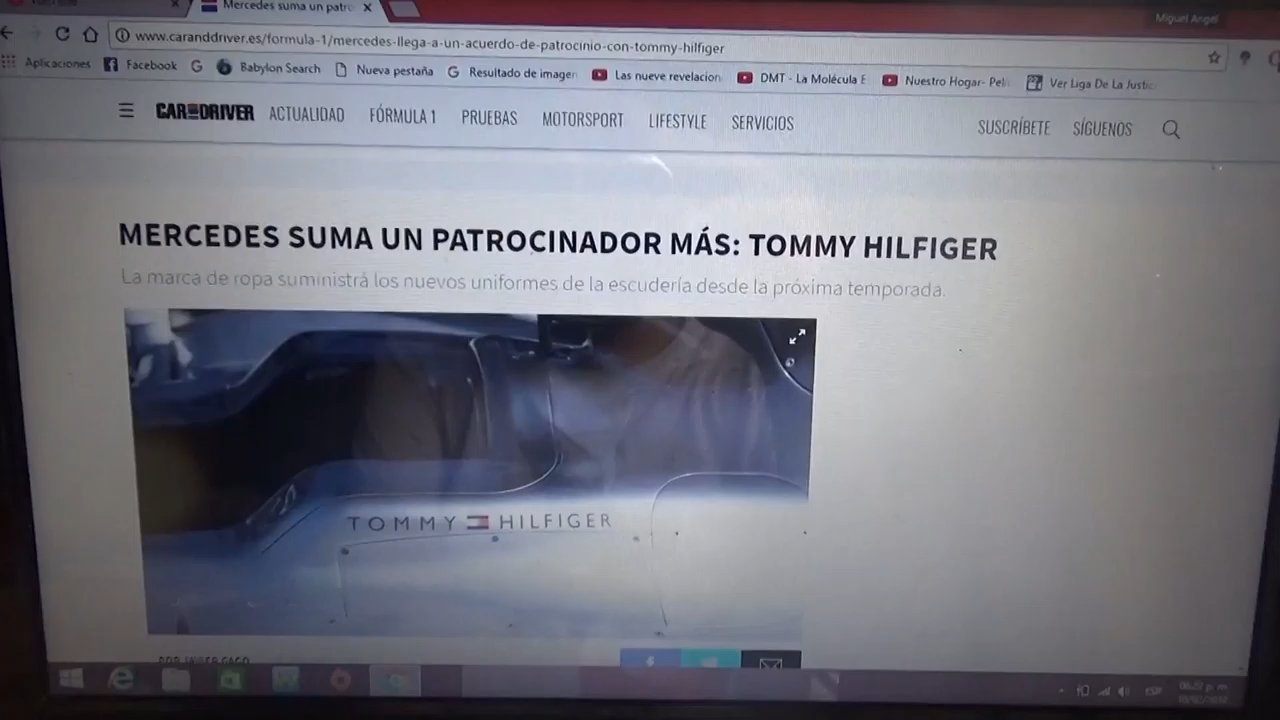 Mercedes suma un patro
Miguel Angel
www.caranddriver.es/formula-1/mercedes-llega-a-un-acuerdo-de-patrocinio-con-tommy-hilfiger
Aplicaciones Facebook Babylon Search Nueva pestaña Resultado de imagen Las nueve revelacion DMT - La Molécula E Nuestro Hogar- Peli Ver Liga De La Justic
CAR AND DRIVER ACTUALIDAD FÓRMULA 1 PRUEBAS MOTORSPORT LIFESTYLE SERVICIOS SUSCRÍBETE SÍGUENOS
MERCEDES SUMA UN PATROCINADOR MÁS: TOMMY HILFIGER
La marca de ropa suministrá los nuevos uniformes de la escudería desde la próxima temporada.
TOMMY HILFIGER
ESP